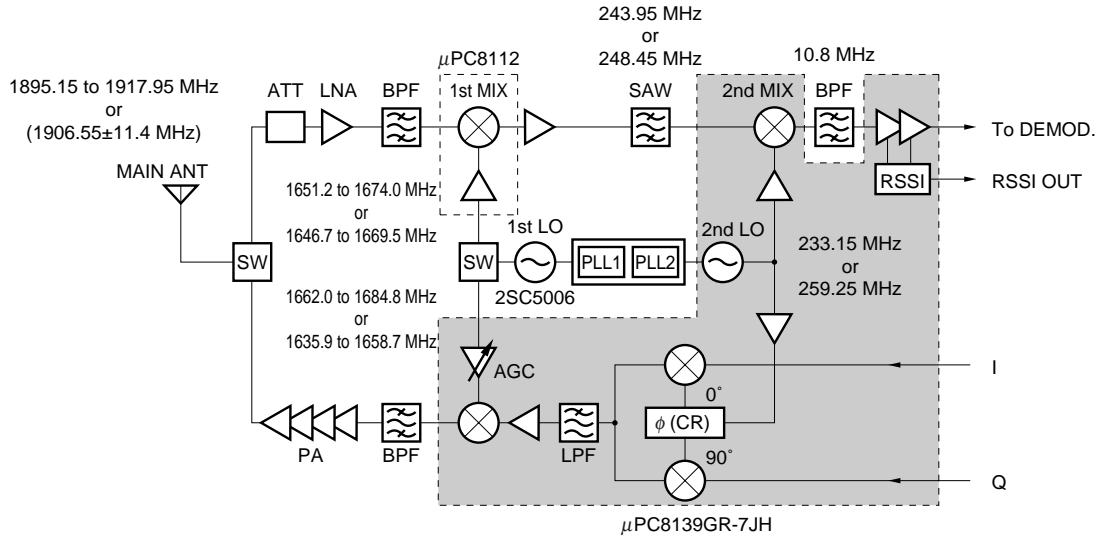 243.95 MHz
or
248.45 MHz
10.8 MHz
μPC8112
1895.15 to 1917.95 MHz
or
(1906.55±11.4 MHz)
ATT
LNA
BPF
1st MIX
SAW
2nd MIX
BPF
To DEMOD.
MAIN ANT
RSSI
RSSI OUT
1651.2 to 1674.0 MHz
or
1646.7 to 1669.5 MHz
1st LO
2nd LO
SW
SW
PLL1
PLL2
233.15 MHz
or
259.25 MHz
2SC5006
1662.0 to 1684.8 MHz
or
1635.9 to 1658.7 MHz
AGC
I
0°
φ (CR)
PA
BPF
LPF
90°
Q
μPC8139GR-7JH